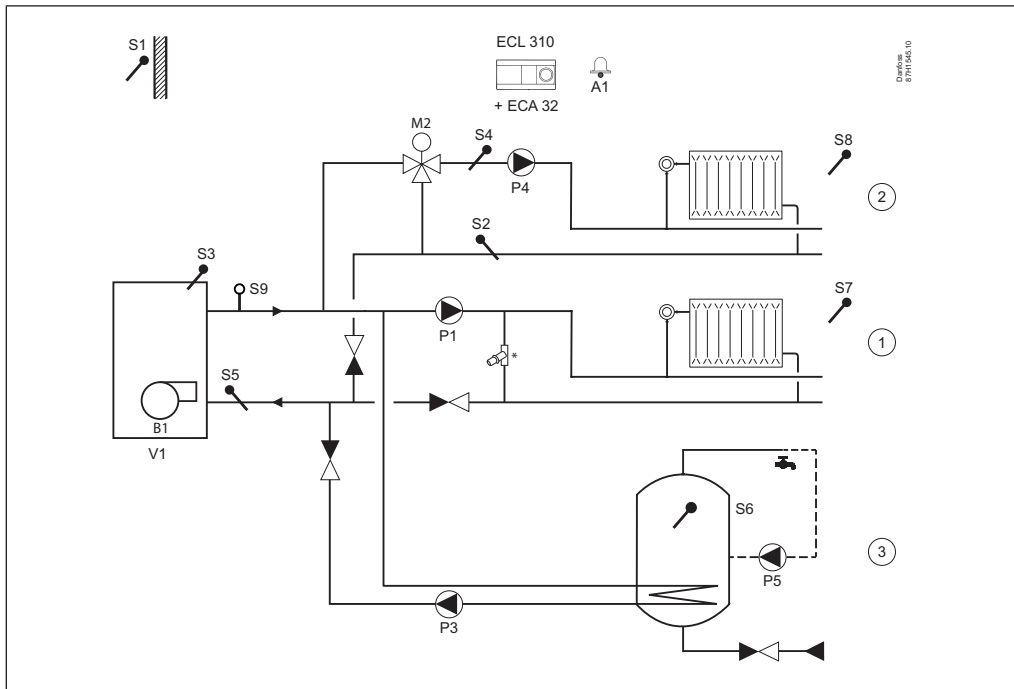 S1
ECL 310
+ ECA 32
A1
Danfoss
87H1545.10
M2
S4
P4
S8
2
S2
S3
S9
P1
*
S7
1
S5
B1
V1
S6
3
P5
P3